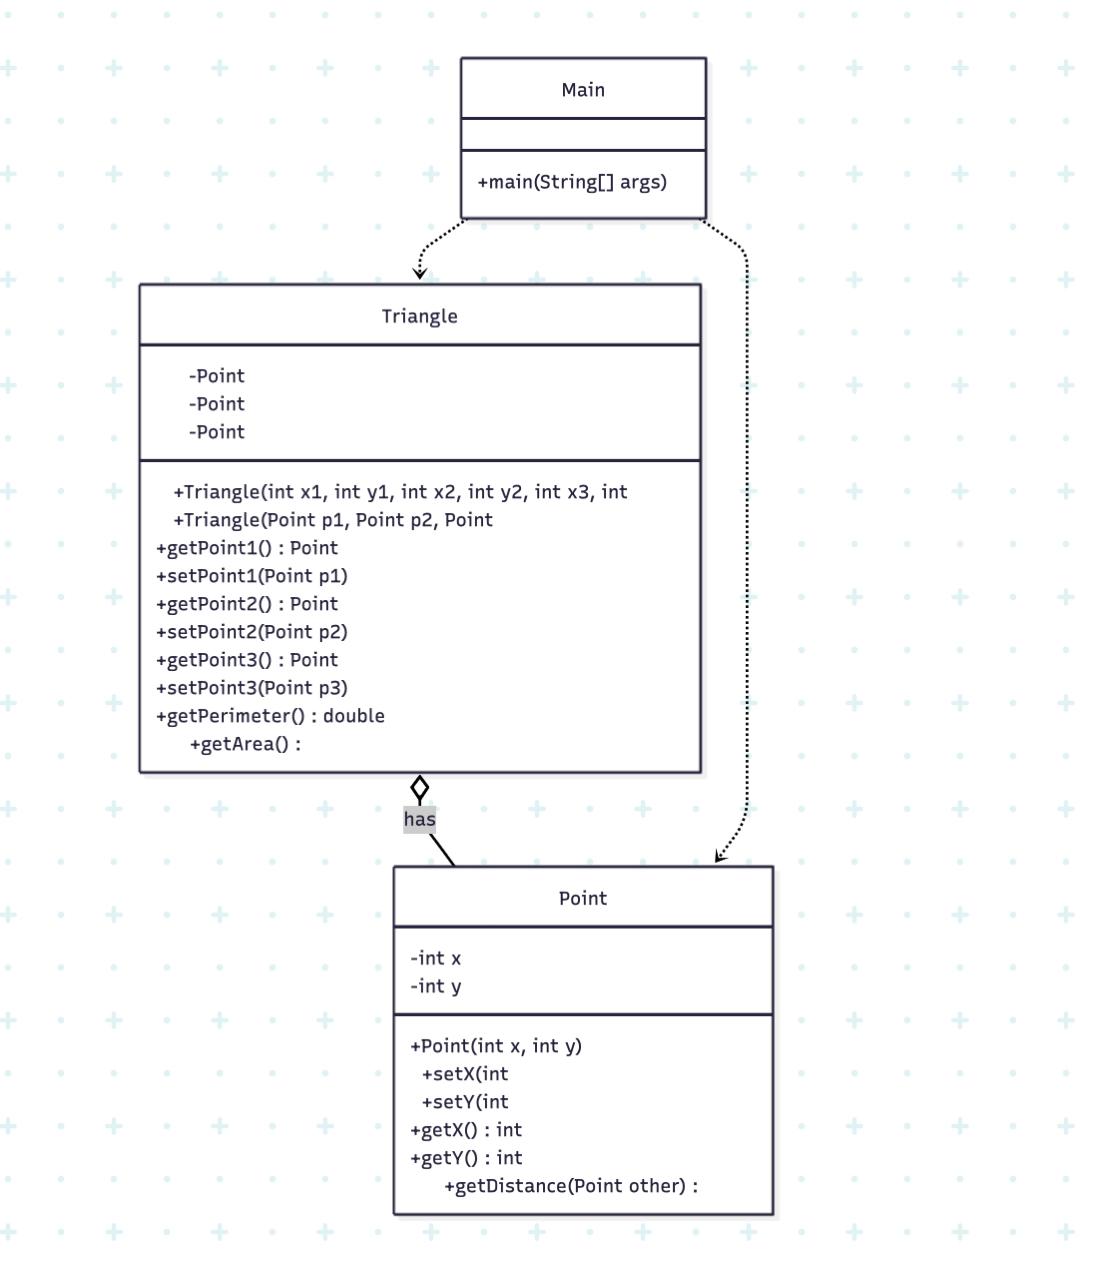 Main
+main(String[] args)
Triangle
-Point
-Point
-Point
+Triangle(int x1, int y1, int x2, int y2, int x3, int
+Triangle(Point p1, Point p2, Point
+getPoint1() : Point
+setPoint1(Point p1)
+getPoint2() : Point
+setPoint2(Point p2)
+getPoint3() : Point
+setPoint3(Point p3)
+getPerimeter() : double
+getArea() :
has
Point
-int x
-int y
+Point(int x, int y)
+setX(int
+setY(int
+getX() : int
+getY() : int
+getDistance(Point other) :